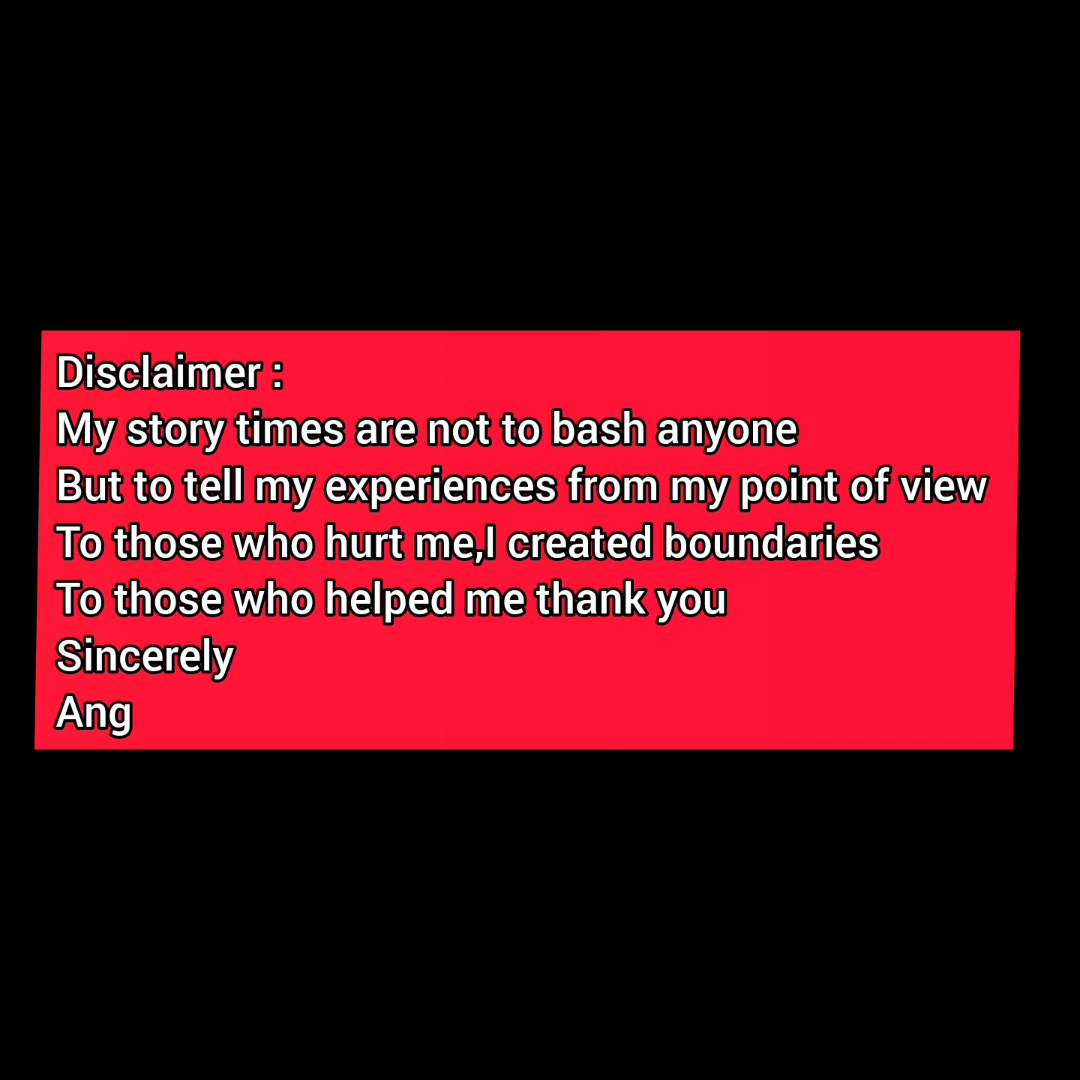 Disclaimer :
My story times are not to bash anyone
But to tell my experiences from my point of view
To those who hurt me,I created boundaries
To those who helped me thank you
Sincerely
Ang